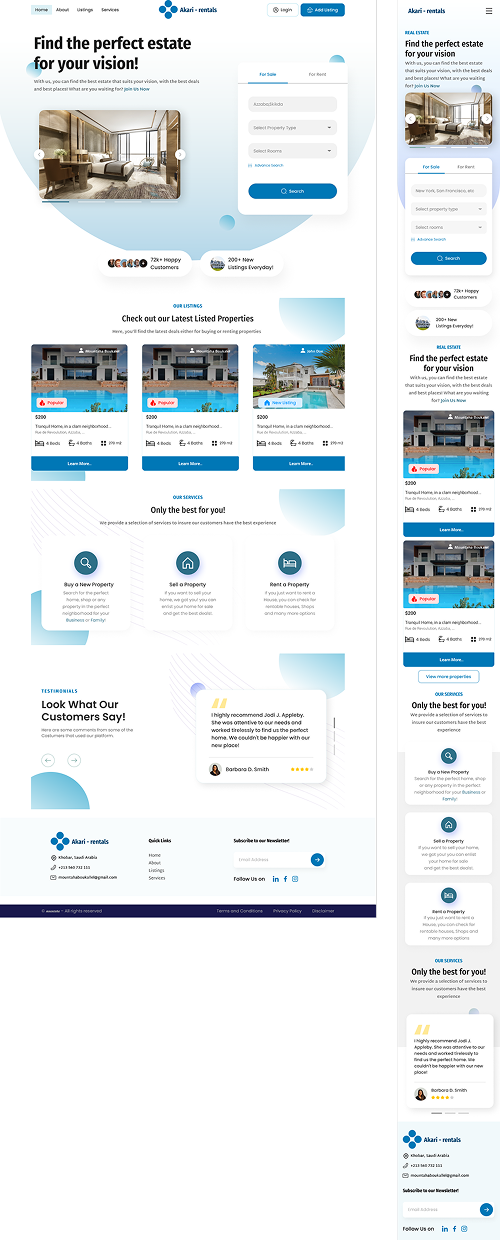 Home About Listings Services
Akari - rentals
Login
Add Listing
Find the perfect estate
for your vision!
With us, you can find the best estate that suits your vision, with the best deals
and best places! What are you waiting for? Join Us Now
For Sale For Rent
Select Property Type
Select Rooms
Advance Search
Search
72k+ Happy
Customers
200+ New
Listings Everyday!
OUR LISTINGS
Check out our Latest Listed Properties
Here, you'll find the latest deals either for buying or renting properties
Mountaha Boukakel
Popular
$200
Tranquil Home, in a clam neighborhood...
Rue de Revoulution, Azzaba, ...
4 Beds 4 Baths 270 m2
Learn More..
Mountaha Boukakel
Popular
$200
Tranquil Home, in a clam neighborhood...
Rue de Revoulution, Azzaba, ...
4 Beds 4 Baths 270 m2
Learn More..
John Doe
New Listing
$200
Tranquil Home, in a clam neighborhood...
Rue de Revoulution, Azzaba, ...
4 Beds 4 Baths 270 m2
Learn More..
OUR SERVICES
Only the best for you!
We provide a selection of services to insure our customers have the best experience
Buy a New Property
Search for the perfect
home, shop or any
property in the perfect
neighborhood for your
Business or Family!
Sell a Property
If you want to sell your
home, we got you! you can
enlist your home for sale
and get the best deals!
Rent a Property
If you just want to rent a
House, you can check for
rentable houses, Shops
and many more options
TESTIMONIALS
Look What Our
Customers Say!
Here are some comments from some of the
Costumers that used our platform.
I highly recommend Jodi J. Appleby.
She was attentive to our needs and
worked tirelessly to find us the perfect
home. We couldn't be happier with our
new place!
Barbara D. Smith
Akari - rentals
Khobar, Saudi Arabia
+213 560 732 111
mountahaboukakel@gmail.com
Quick Links
Home
About
Listings
Services
Subscribe to our Newsletter!
Email Address
Follow Us on
- All rights reserved
Terms and Conditions Privacy Policy Disclaimer
Akari - rentals
REAL ESTATE
Find the perfect estate
for your vision
With us, you can find the best estate
that suits your vision, with the best deals
and best places! What are you waiting
for? Join Us Now
For Sale For Rent
New York, San Francisco, etc
Select property type
Select rooms
Advance Search
Search
72k+ Happy
Customers
200+ New
Listings Everyday!
REAL ESTATE
Find the perfect estate
for your vision
With us, you can find the best estate
that suits your vision, with the best deals
and best places! What are you waiting
for? Join Us Now
Mountaha Boukakel
Popular
$200
Tranquil Home, in a clam neighborhood...
Rue de Revoulution, Azzaba, ...
4 Beds 4 Baths 270 m2
Learn More..
Mountaha Boukakel
Popular
$200
Tranquil Home, in a clam neighborhood...
Rue de Revoulution, Azzaba, ...
4 Beds 4 Baths 270 m2
Learn More..
View more properties
OUR SERVICES
Only the best for you!
We provide a selection of services to
insure our customers have the best
experience
Buy a New Property
Search for the perfect home, shop
or any property in the perfect
neighborhood for your Business or
Family!
Sell a Property
If you want to sell your home,
we got you! you can enlist
your home for sale
and get the best deals!
Rent a Property
If you just want to rent a
House, you can check for
rentable houses, Shops and
many more options
OUR SERVICES
Only the best for you!
We provide a selection of services to
insure our customers have the best
experience
I highly recommend Jodi J.
Appleby. She was attentive to our
needs and worked tirelessly to
find us the perfect home. We
couldn't be happier with our new
place!
Barbara D. Smith
Akari - rentals
Khobar, Saudi Arabia
+213 560 732 111
mountahaboukakel@gmail.com
Subscribe to our Newsletter!
Email Address
Follow Us on